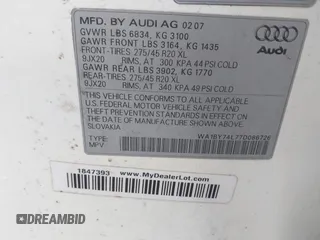 MFD. BY AUDI AG 02 07
GVWR LBS 6834, KG 3100
GAWR FRONT LBS 3164, KG 1435
FRONT-TIRES 275/45 R20 XL
9JX20 RIMS, AT 300 KPA 44 PSI COLD
GAWR REAR LBS 3902, KG 1770
REAR-TIRES 275/45 R20 XL
9JX20 RIMS, AT 340 KPA 49 PSI COLD
Audi
THIS VEHICLE CONFORMS TO ALL APPLICABLE
FEDERAL MOTOR VEHICLE SAFETY BUMPER AND
THEFT PREVENTION STANDARDS IN EFFECT ON
THE DATE OF MANUFACTURE SHOWN ABOVE
SLOVAKIA
VEHICLE IDENT. NO.:
TYPE:
MPV
1847393
www.MyDealerLot.com
DREAMBID